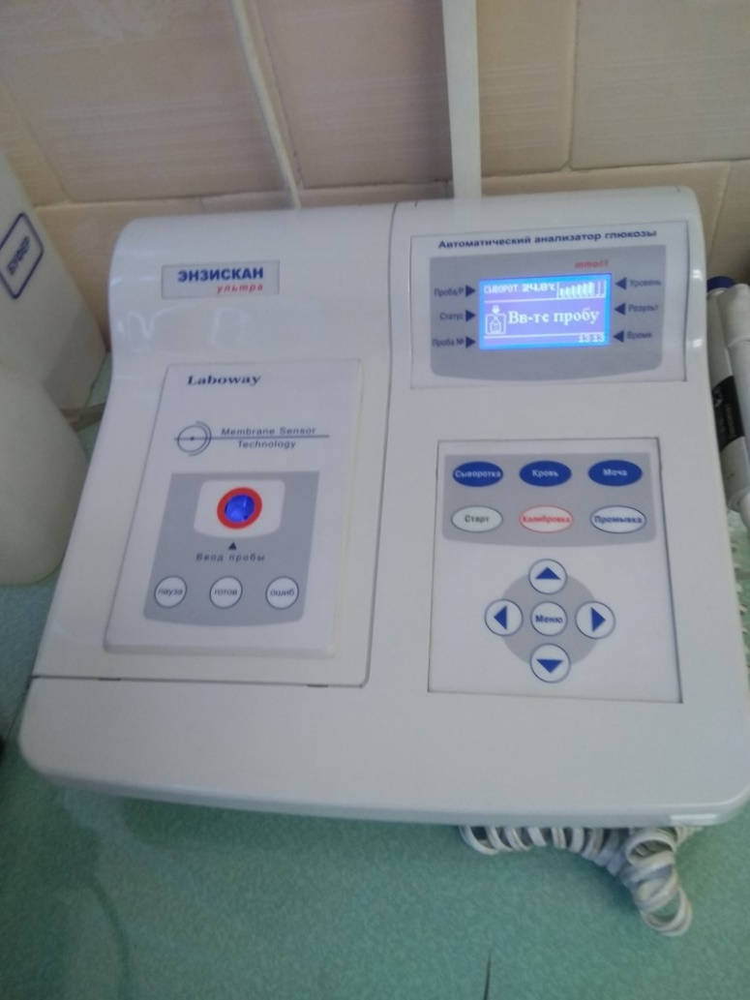 БУФЕР
ЭНЗИСКАН
ультра
Laboway
Membrane Sensor
Technology
Ввод пробы
пауза готов ошиб
Автоматический анализатор глюкозы
mmol/l
Проба/Р
Статус
Проба №
СЫВОРОТ. 24.8°C
Вв-те пробу
13:13
Уровень
Результ
Время
Сыворотка Кровь Моча
Старт Калибровка Промывка
Меню